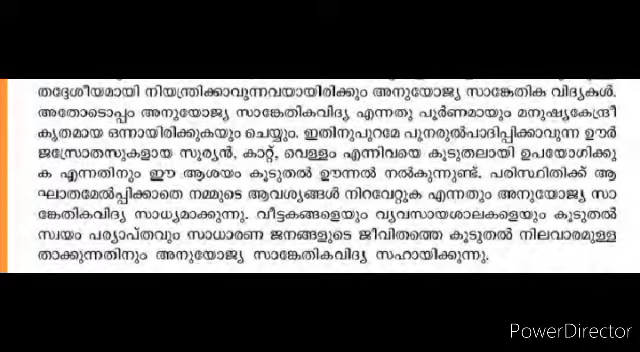 തദ്ദേശീയമായി നിയന്ത്രിക്കാവുന്നവയായിരിക്കും അനുയോജ്യ സാങ്കേതിക വിദ്യകൾ.
അതോടൊപ്പം അനുയോജ്യ സാങ്കേതികവിദ്യ എന്നതു പൂർണമായും മനുഷ്യകേന്ദ്രീ
കൃതമായ ഒന്നായിരിക്കുകയും ചെയ്യും. ഇതിനുപുറമേ പുനരുൽപാദിപ്പിക്കാവുന്ന ഊർ
ജസ്രോതസുകളായ സൂര്യൻ, കാറ്റ്, വെള്ളം എന്നിവയെ കൂടുതലായി ഉപയോഗിക്കു
ക എന്നതിനും ഈ ആശയം കൂടുതൽ ഊന്നൽ നൽകുന്നുണ്ട്. പരിസ്ഥിതിക്ക് ആ
ഘാതമേൽപ്പിക്കാതെ നമ്മുടെ ആവശ്യങ്ങൾ നിറവേറ്റുക എന്നതും അനുയോജ്യ സാ
ങ്കേതികവിദ്യ സാധ്യമാക്കുന്നു. വീട്ടകങ്ങളെയും വ്യവസായശാലകളെയും കൂടുതൽ
സ്വയം പര്യാപ്തവും സാധാരണ ജനങ്ങളുടെ ജീവിതത്തെ കൂടുതൽ നിലവാരമുള്ള
താക്കുന്നതിനും അനുയോജ്യ സാങ്കേതികവിദ്യ സഹായിക്കുന്നു.
PowerDirector